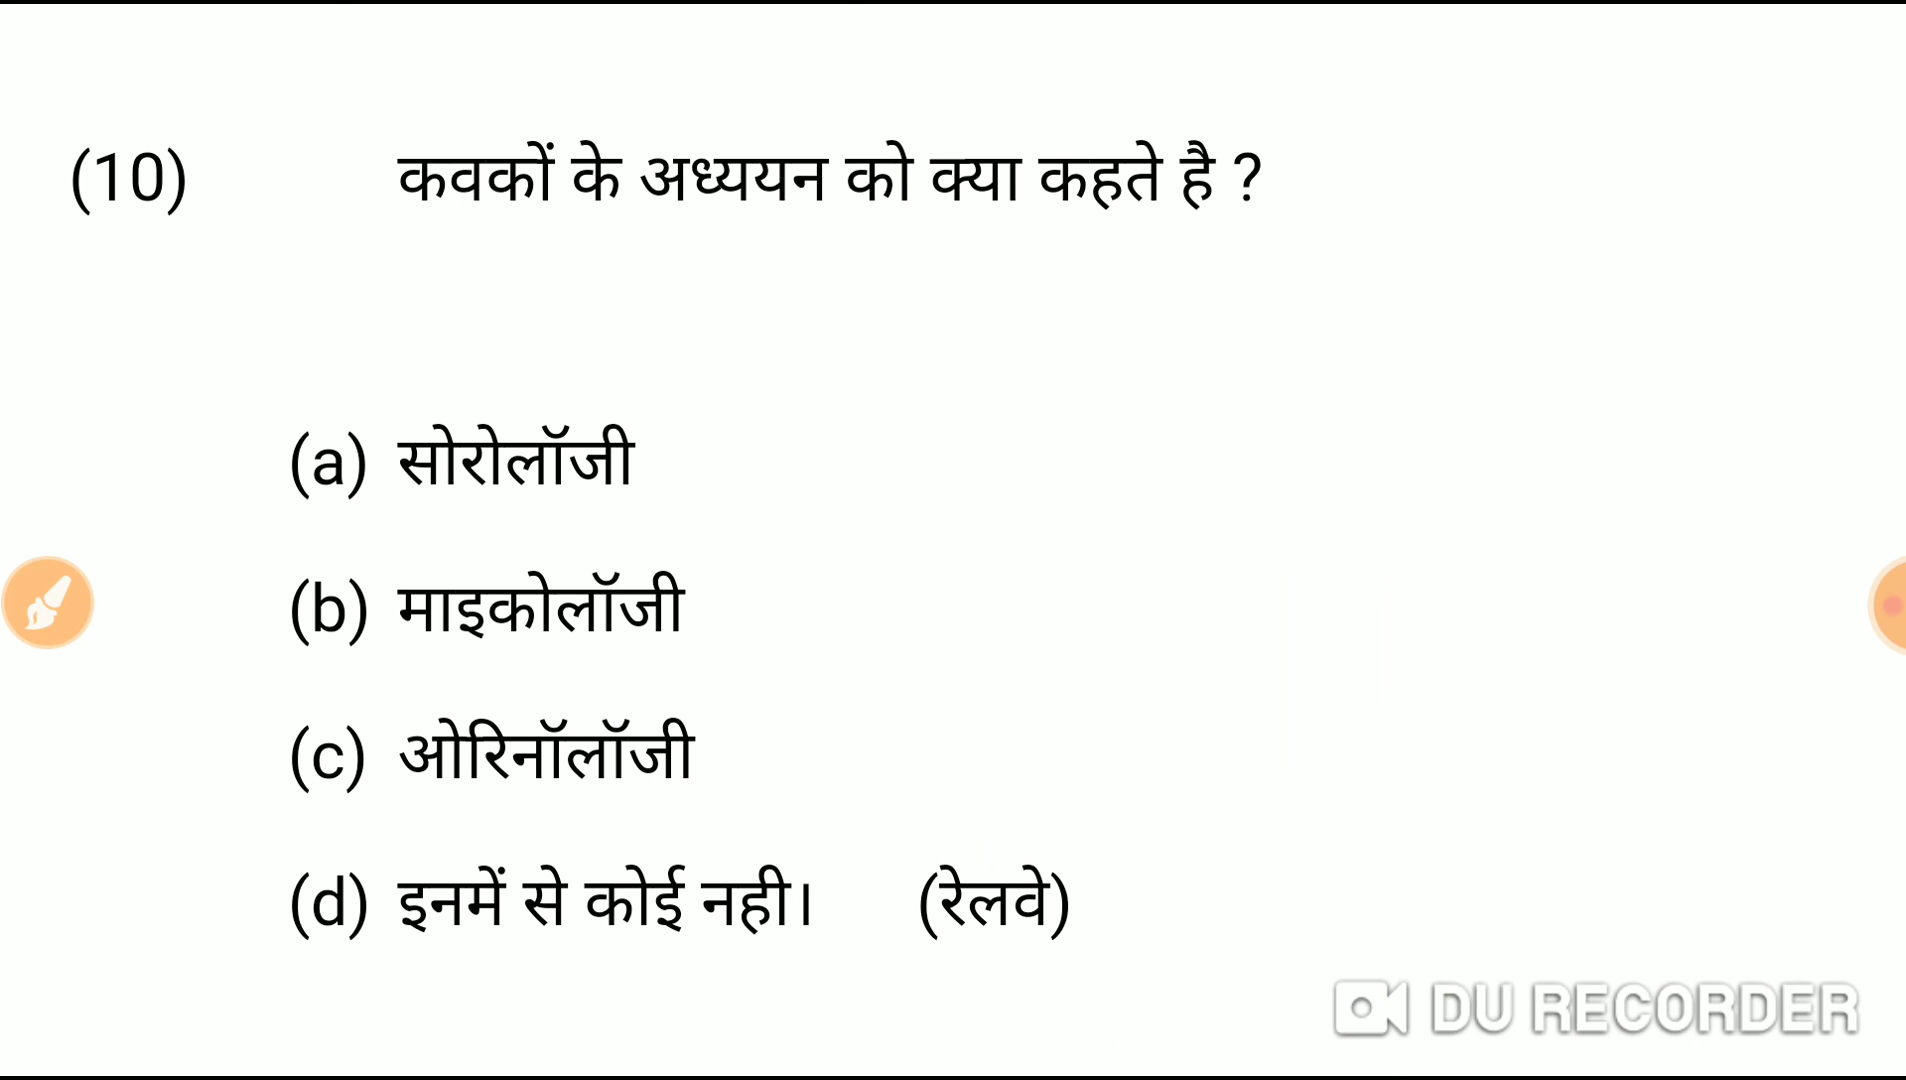 (10) कवकों के अध्ययन को क्या कहते है ?
(a) सोरोलॉजी
(b) माइकोलॉजी
(c) ओरिनॉलॉजी
(d) इनमें से कोई नही। (रेलवे)
DU RECORDER